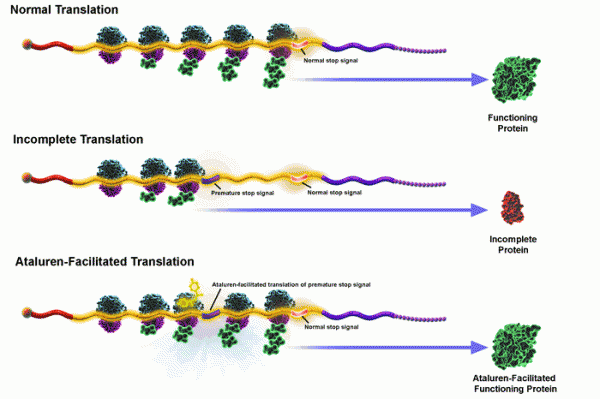 Normal Translation
Normal stop signal
Functioning
Protein
Incomplete Translation
Premature stop signal
Normal stop signal
Incomplete
Protein
Ataluren-Facilitated Translation
Ataluren-facilitated translation of premature stop signal
Normal stop signal
Ataluren-Facilitated
Functioning Protein